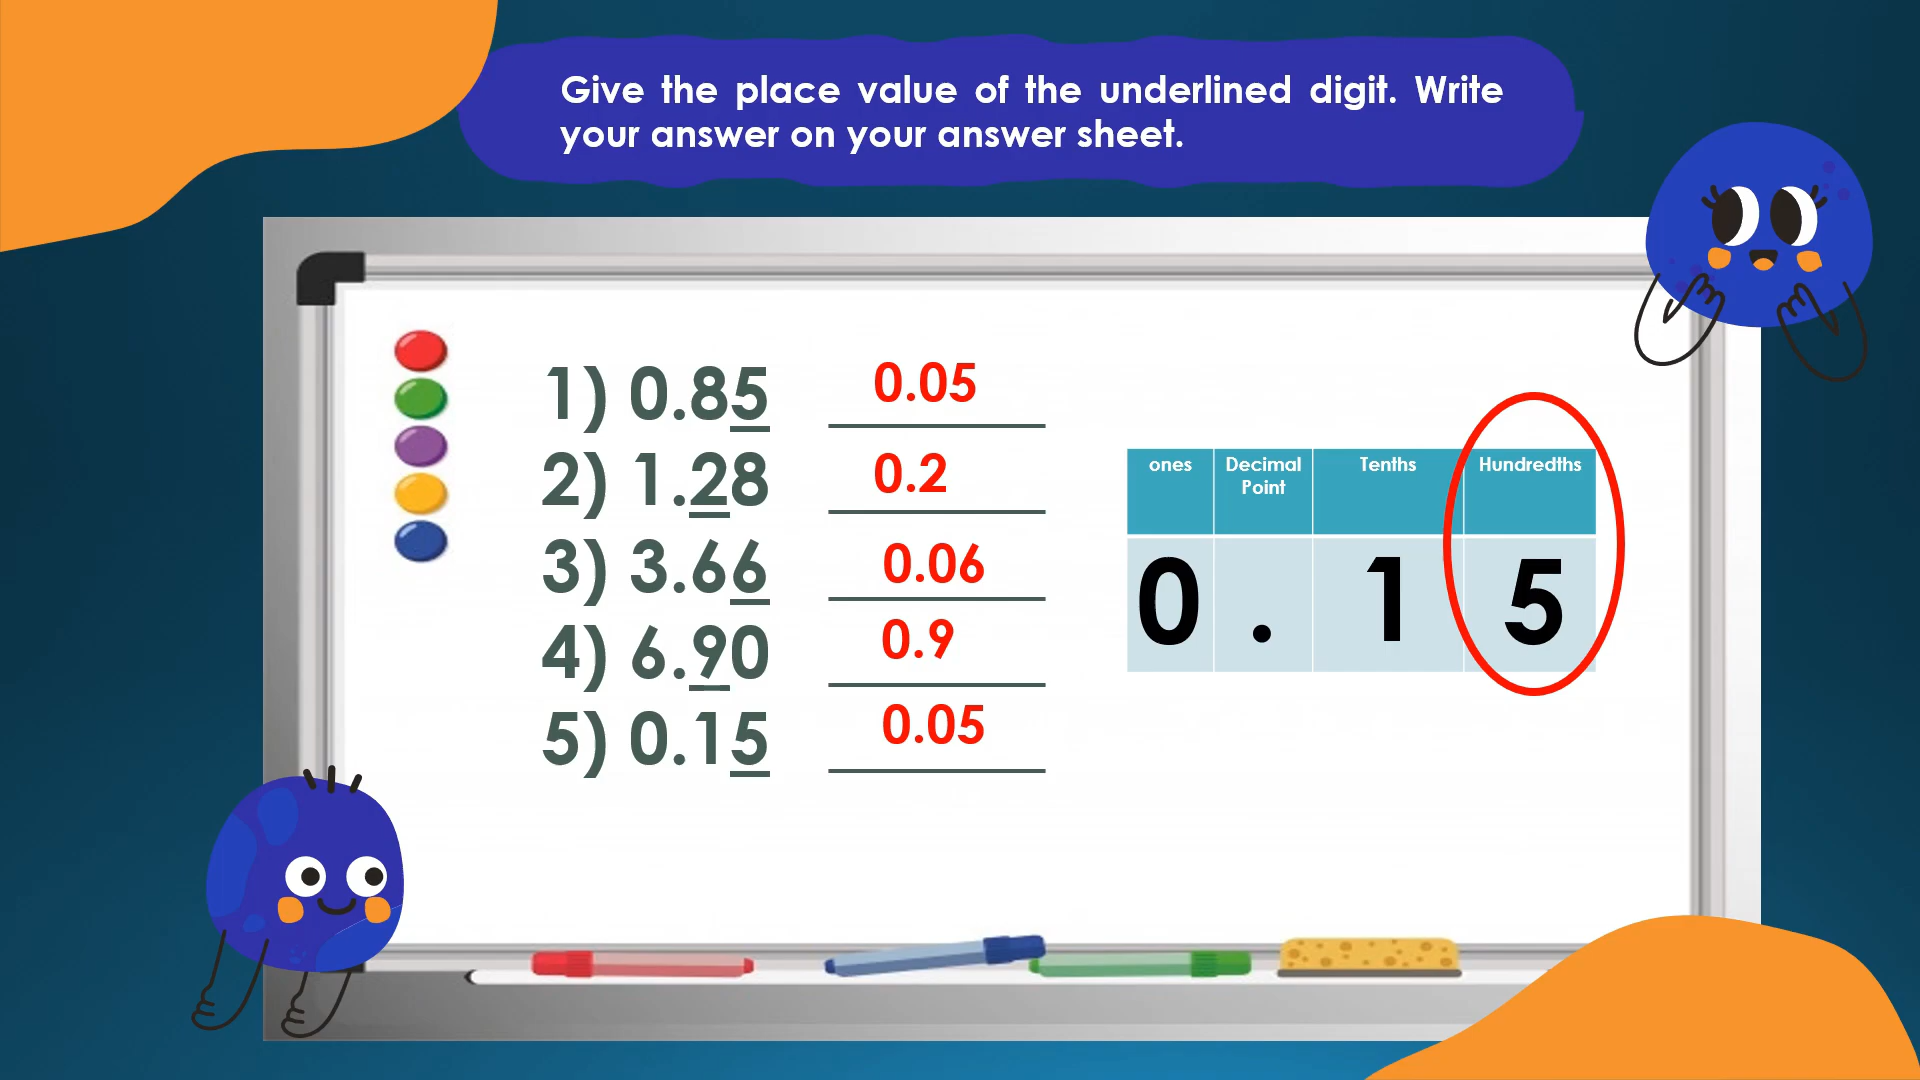 Give the place value of the underlined digit. Write
your answer on your answer sheet.
1) 0.85 0.05
2) 1.28 0.2
3) 3.66 0.06
4) 6.90 0.9
5) 0.15 0.05
ones Decimal Point Tenths Hundredths
0 . 1 5